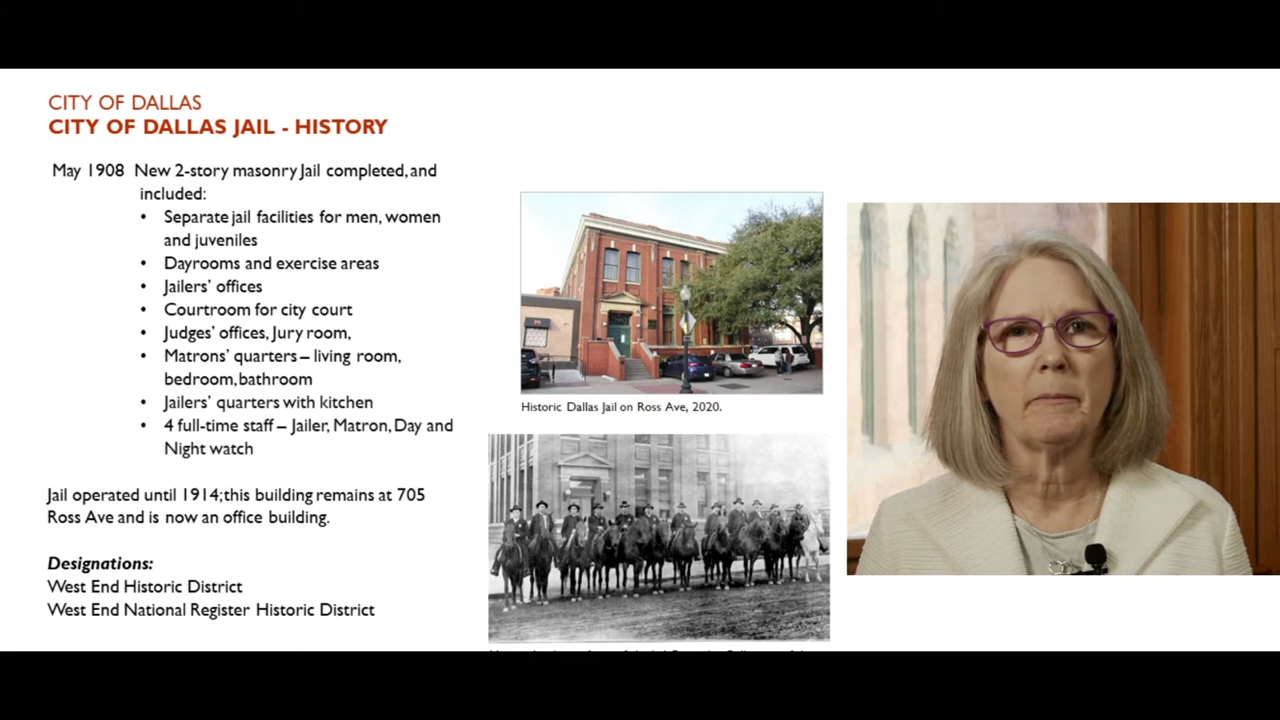 CITY OF DALLAS
CITY OF DALLAS JAIL - HISTORY
May 1908 New 2-story masonry Jail completed, and
included:
• Separate jail facilities for men, women
and juveniles
• Dayrooms and exercise areas
• Jailers' offices
• Courtroom for city court
• Judges' offices, Jury room,
• Matrons' quarters – living room,
bedroom, bathroom
• Jailers' quarters with kitchen
• 4 full-time staff – Jailer, Matron, Day and
Night watch
Jail operated until 1914; this building remains at 705
Ross Ave and is now an office building.
Designations:
West End Historic District
West End National Register Historic District
Historic Dallas Jail on Ross Ave, 2020.